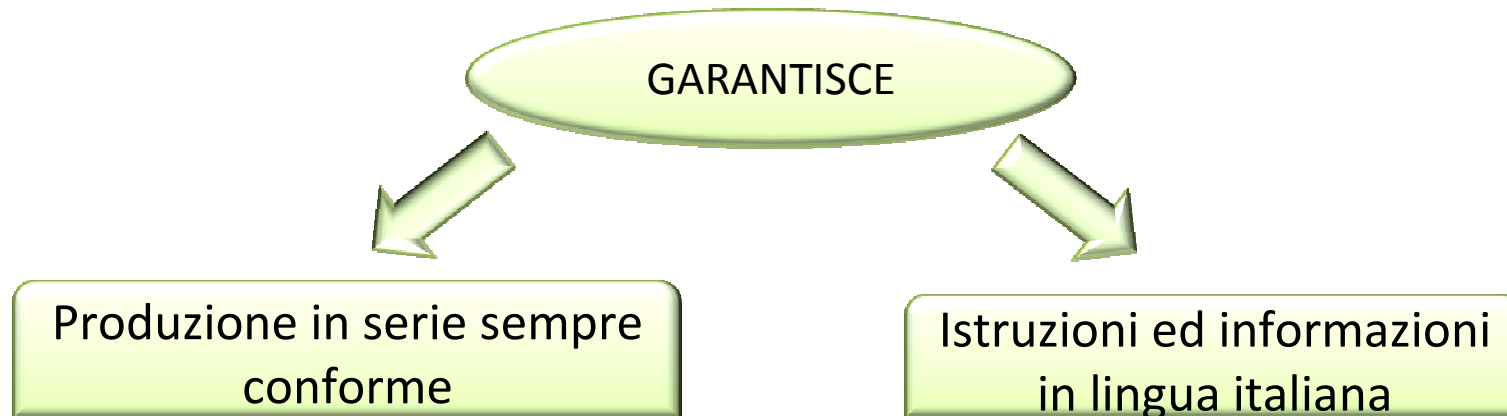 GARANTISCE
Produzione in serie sempre
conforme
Istruzioni ed informazioni
in lingua italiana